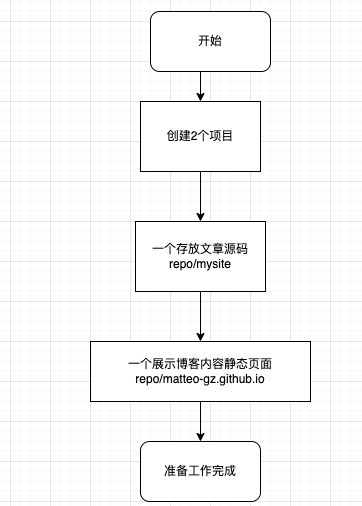 开始
创建2个项目
一个存放文章源码
repo/mysite
一个展示博客内容静态页面
repo/matteo-gz.github.io
准备工作完成